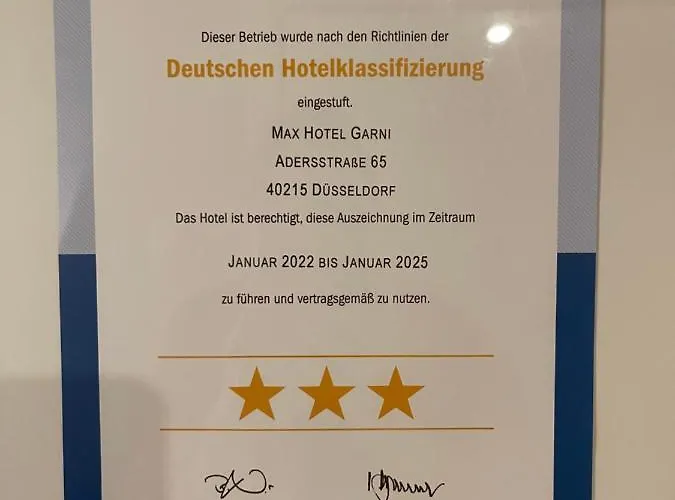 Dieser Betrieb wurde nach den Richtlinien der
Deutschen Hotelklassifizierung
eingestuft.
MAX HOTEL GARNI
ADERSSTRAßE 65
40215 DÜSSELDORF
Das Hotel ist berechtigt, diese Auszeichnung im Zeitraum
JANUAR 2022 BIS JANUAR 2025
zu führen und vertragsgemäß zu nutzen.